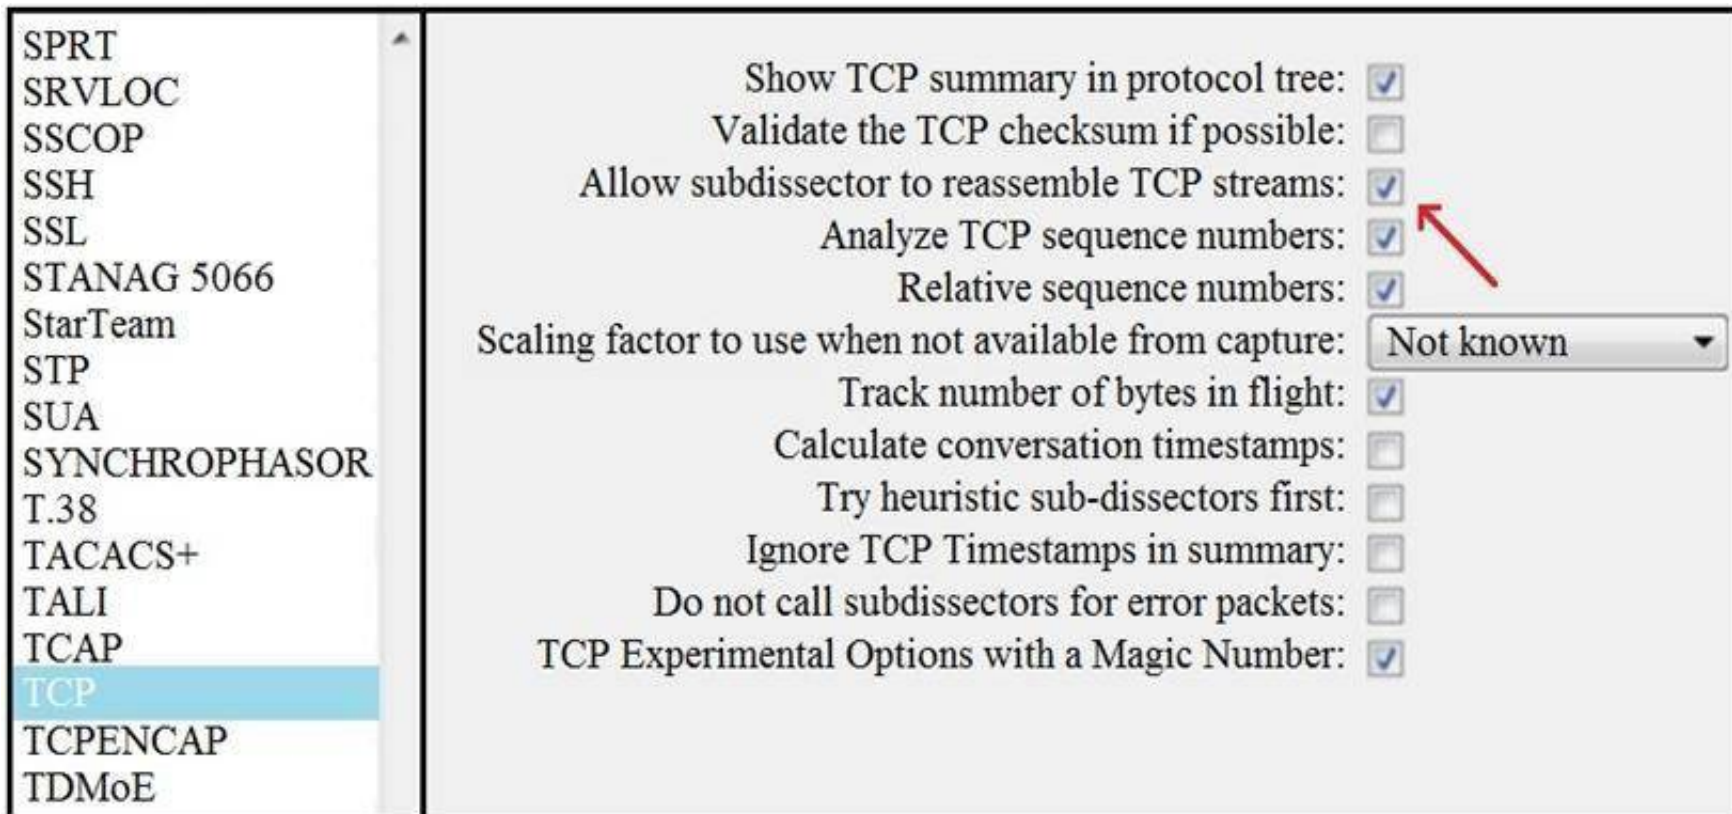 SPRT
SRVLOC
SSCOP
SSH
SSL
STANAG 5066
StarTeam
STP
SUA
SYNCHROPHASOR
T.38
TACACS+
TALI
TCAP
TCP
TCPENCAP
TDMoE
Show TCP summary in protocol tree:
Validate the TCP checksum if possible:
Allow subdissector to reassemble TCP streams:
Analyze TCP sequence numbers:
Relative sequence numbers:
Scaling factor to use when not available from capture: Not known
Track number of bytes in flight:
Calculate conversation timestamps:
Try heuristic sub-dissectors first:
Ignore TCP Timestamps in summary:
Do not call subdissectors for error packets:
TCP Experimental Options with a Magic Number: